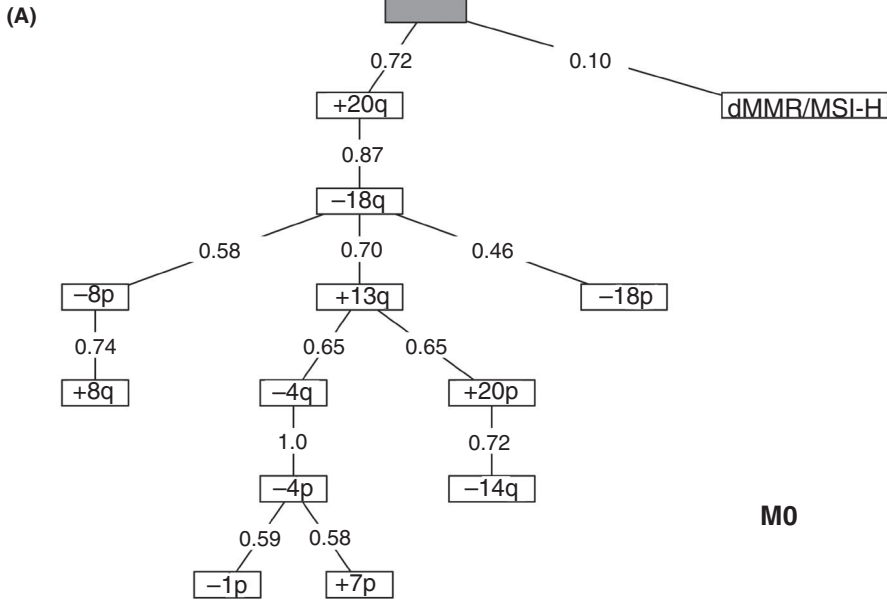 (A)
0.72
0.10
+20q
dMMR/MSI-H
0.87
–18q
0.58
0.70
0.46
–8p
+13q
–18p
0.74
0.65
0.65
+8q
–4q
+20p
1.0
0.72
–4p
–14q
M0
0.59
0.58
–1p
+7p